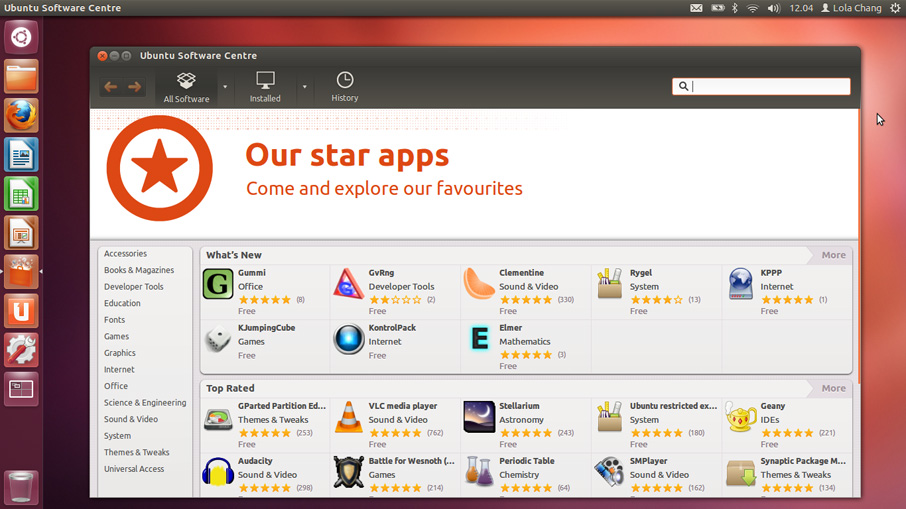 Ubuntu Software Centre
12.04 Lola Chang
Ubuntu Software Centre
All Software Installed History
Our star apps
Come and explore our favourites
Accessories
Books & Magazines
Developer Tools
Education
Fonts
Games
Graphics
Internet
Office
Science & Engineering
Sound & Video
System
Themes & Tweaks
Universal Access
What's New More
Gummi
Office
(8)
Free
GvRng
Developer Tools
(2)
Free
Clementine
Sound & Video
(330)
Free
Rygel
System
(13)
Free
KPPP
Internet
(1)
Free
KJumpingCube
Games
Free
KontrolPack
Internet
Free
Elmer
Mathematics
(3)
Free
Top Rated More
GParted Partition Ed...
Themes & Tweaks
(253)
Free
VLC media player
Sound & Video
(762)
Free
Stellarium
Astronomy
(243)
Free
Ubuntu restricted ex...
System
(180)
Free
Geany
IDEs
(221)
Free
Audacity
Sound & Video
(298)
Battle for Wesnoth (...
Games
(214)
Periodic Table
Chemistry
(64)
SMPlayer
Sound & Video
(162)
Synaptic Package M...
Themes & Tweaks
(134)